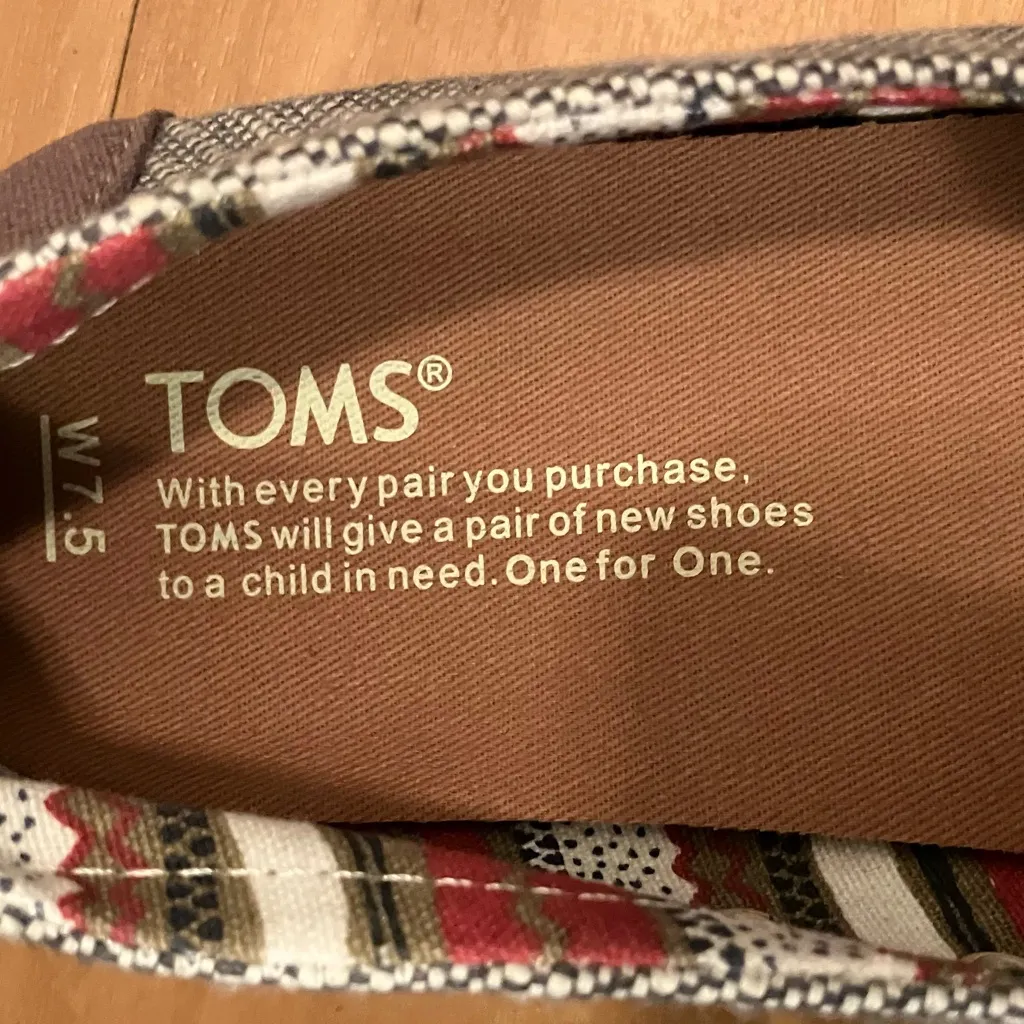 TOMS®
With every pair you purchase,
TOMS will give a pair of new shoes
to a child in need. One for One.
W7.5